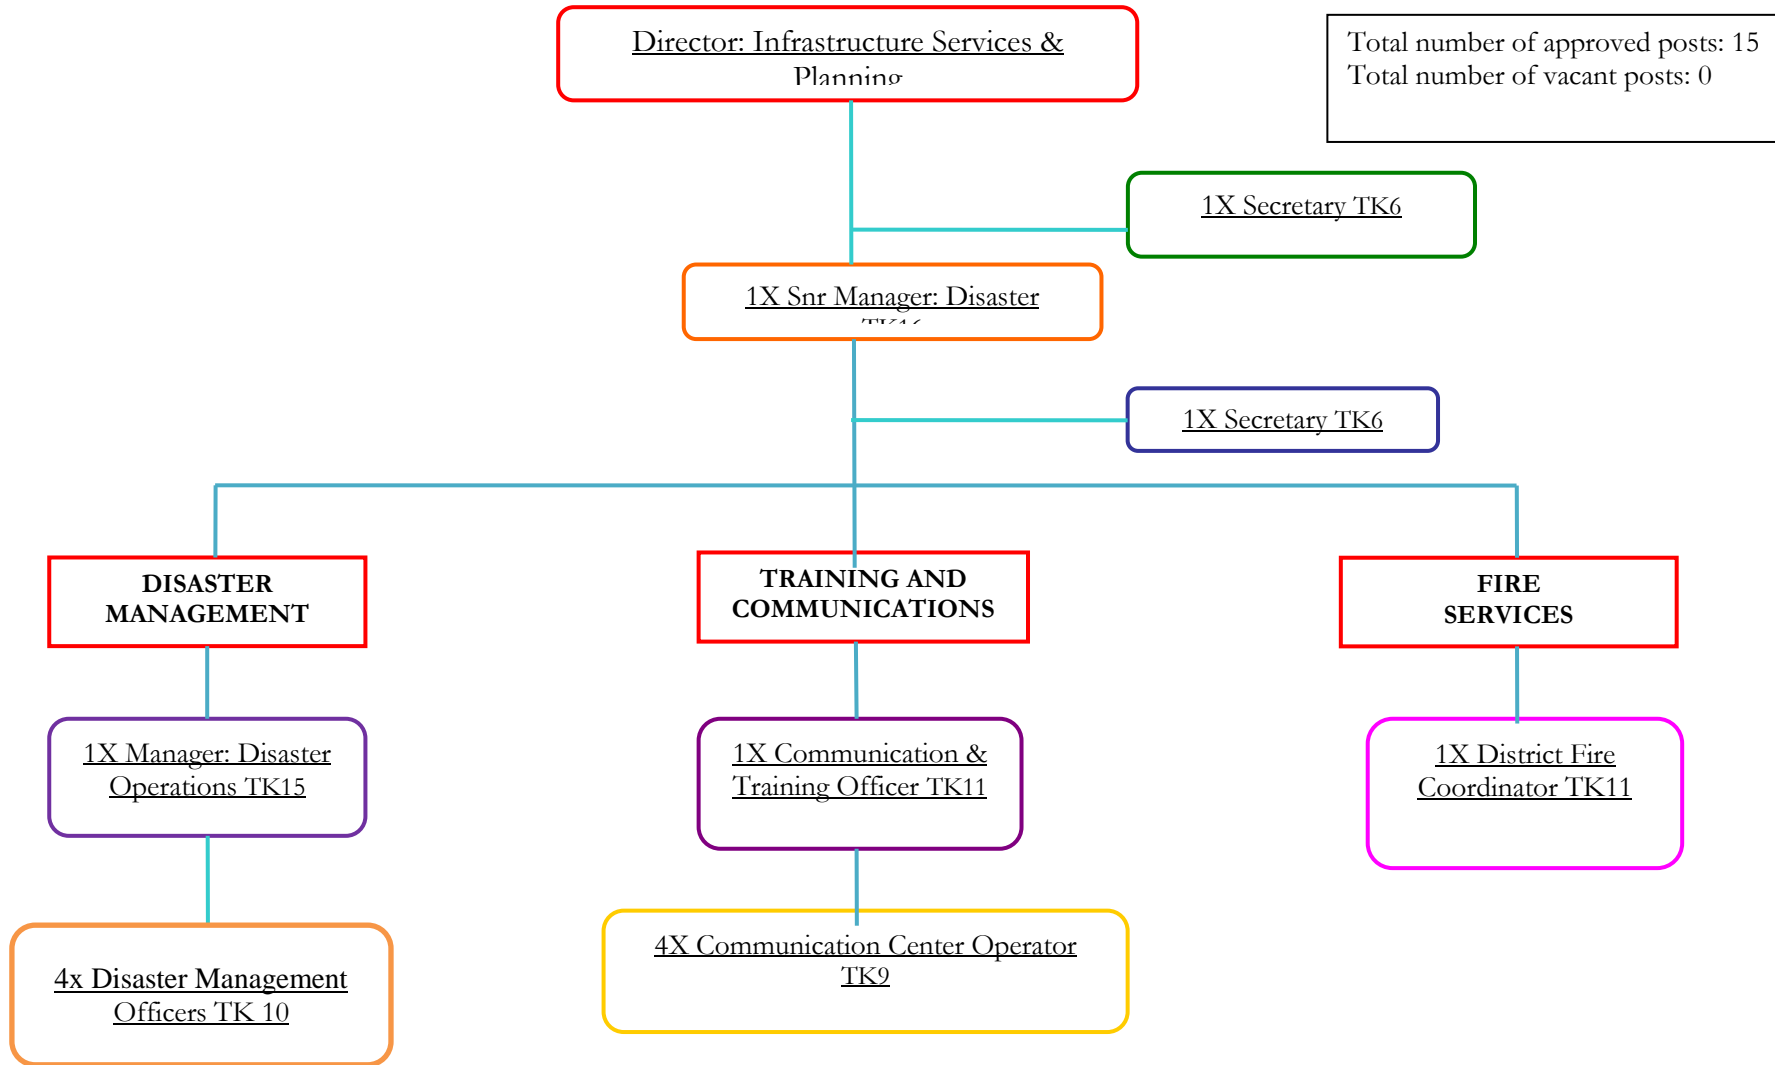 Director: Infrastructure Services &
Planning
Total number of approved posts: 15
Total number of vacant posts: 0
1X Secretary TK6
1X Snr Manager: Disaster
1X Secretary TK6
DISASTER
MANAGEMENT
TRAINING AND
COMMUNICATIONS
FIRE
SERVICES
1X Manager: Disaster
Operations TK15
1X Communication &
Training Officer TK11
1X District Fire
Coordinator TK11
4x Disaster Management
Officers TK 10
4X Communication Center Operator
TK9